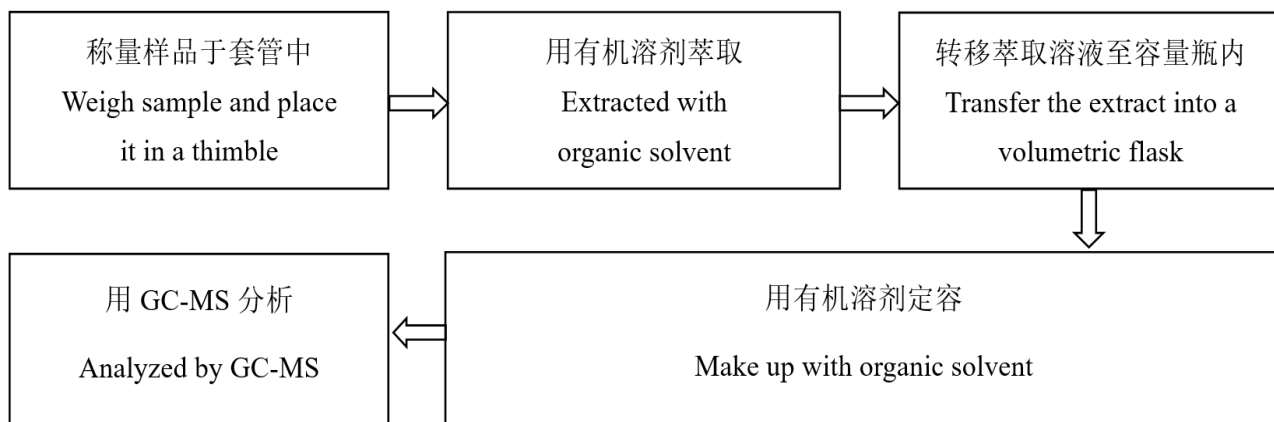 称量样品于套管中
Weigh sample and place
it in a thimble
用有机溶剂萃取
Extracted with
organic solvent
转移萃取溶液至容量瓶内
Transfer the extract into a
volumetric flask
用有机溶剂定容
Make up with organic solvent
用 GC-MS 分析
Analyzed by GC-MS